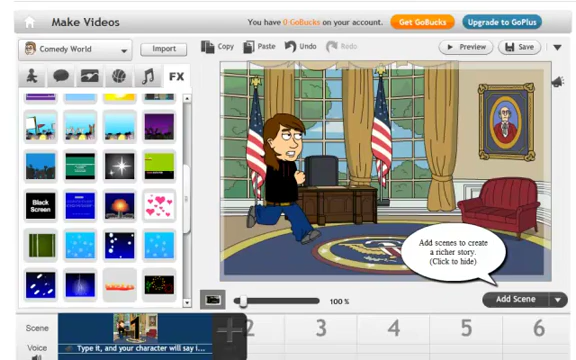 Make Videos
You have 0 GoBucks on your account.
Get GoBucks
Upgrade to GoPlus
Comedy World
Import
Copy
Paste
Undo
Redo
Preview
Save
FX
Black
Screen
Add scenes to create
a richer story.
(Click to hide)
100 %
Add Scene
Scene
1
2
3
4
5
6
Voice
Type it, and your character will say i...